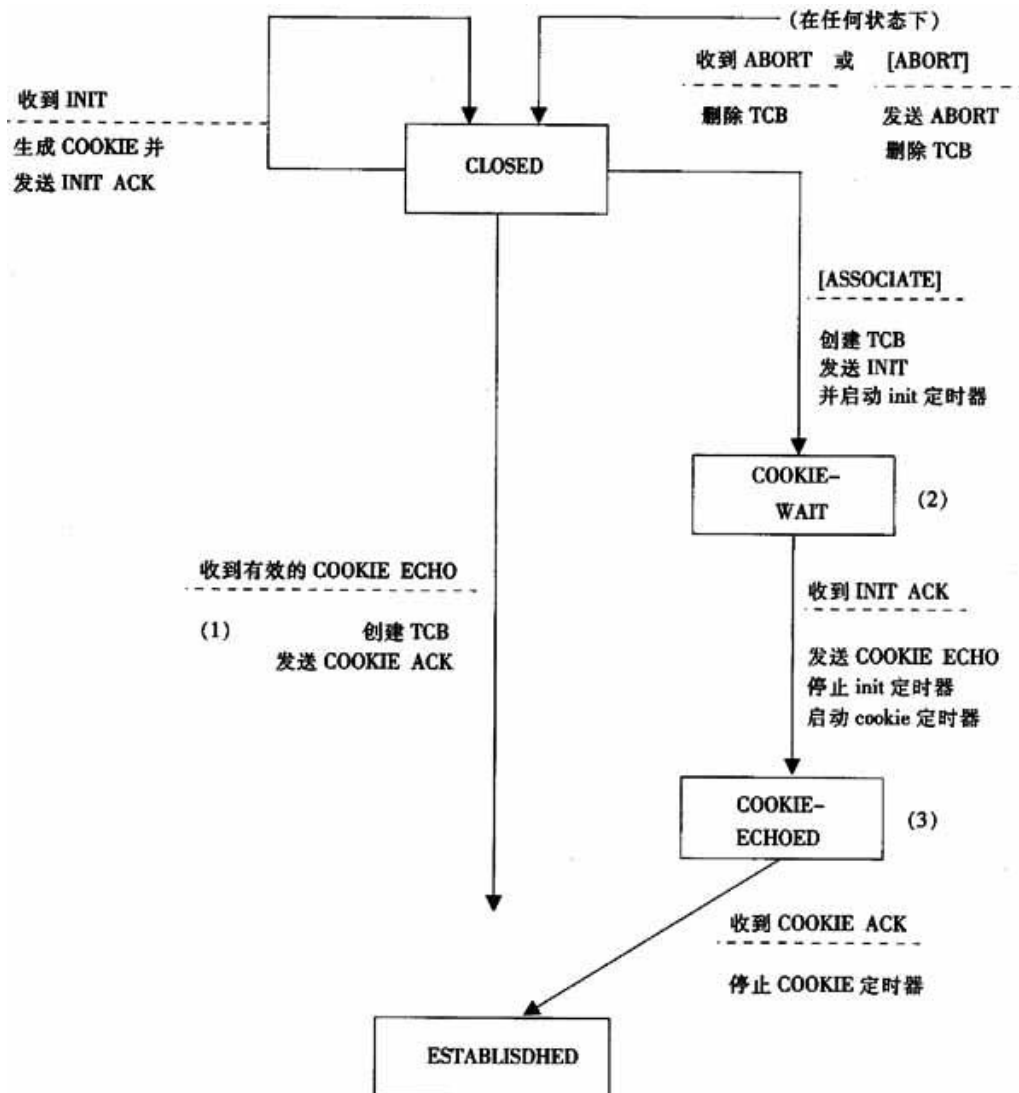 (在任何状态下)
收到 ABORT 或 [ABORT]
删除 TCB 发送 ABORT
删除 TCB
收到 INIT
生成 COOKIE 并
发送 INIT ACK
CLOSED
[ASSOCIATE]
创建 TCB
发送 INIT
并启动 init 定时器
COOKIE-
WAIT
(2)
收到有效的 COOKIE ECHO
(1) 创建 TCB
发送 COOKIE ACK
收到 INIT ACK
发送 COOKIE ECHO
停止 init 定时器
启动 cookie 定时器
COOKIE-
ECHOED
(3)
收到 COOKIE ACK
停止 COOKIE 定时器
ESTABLISDHED